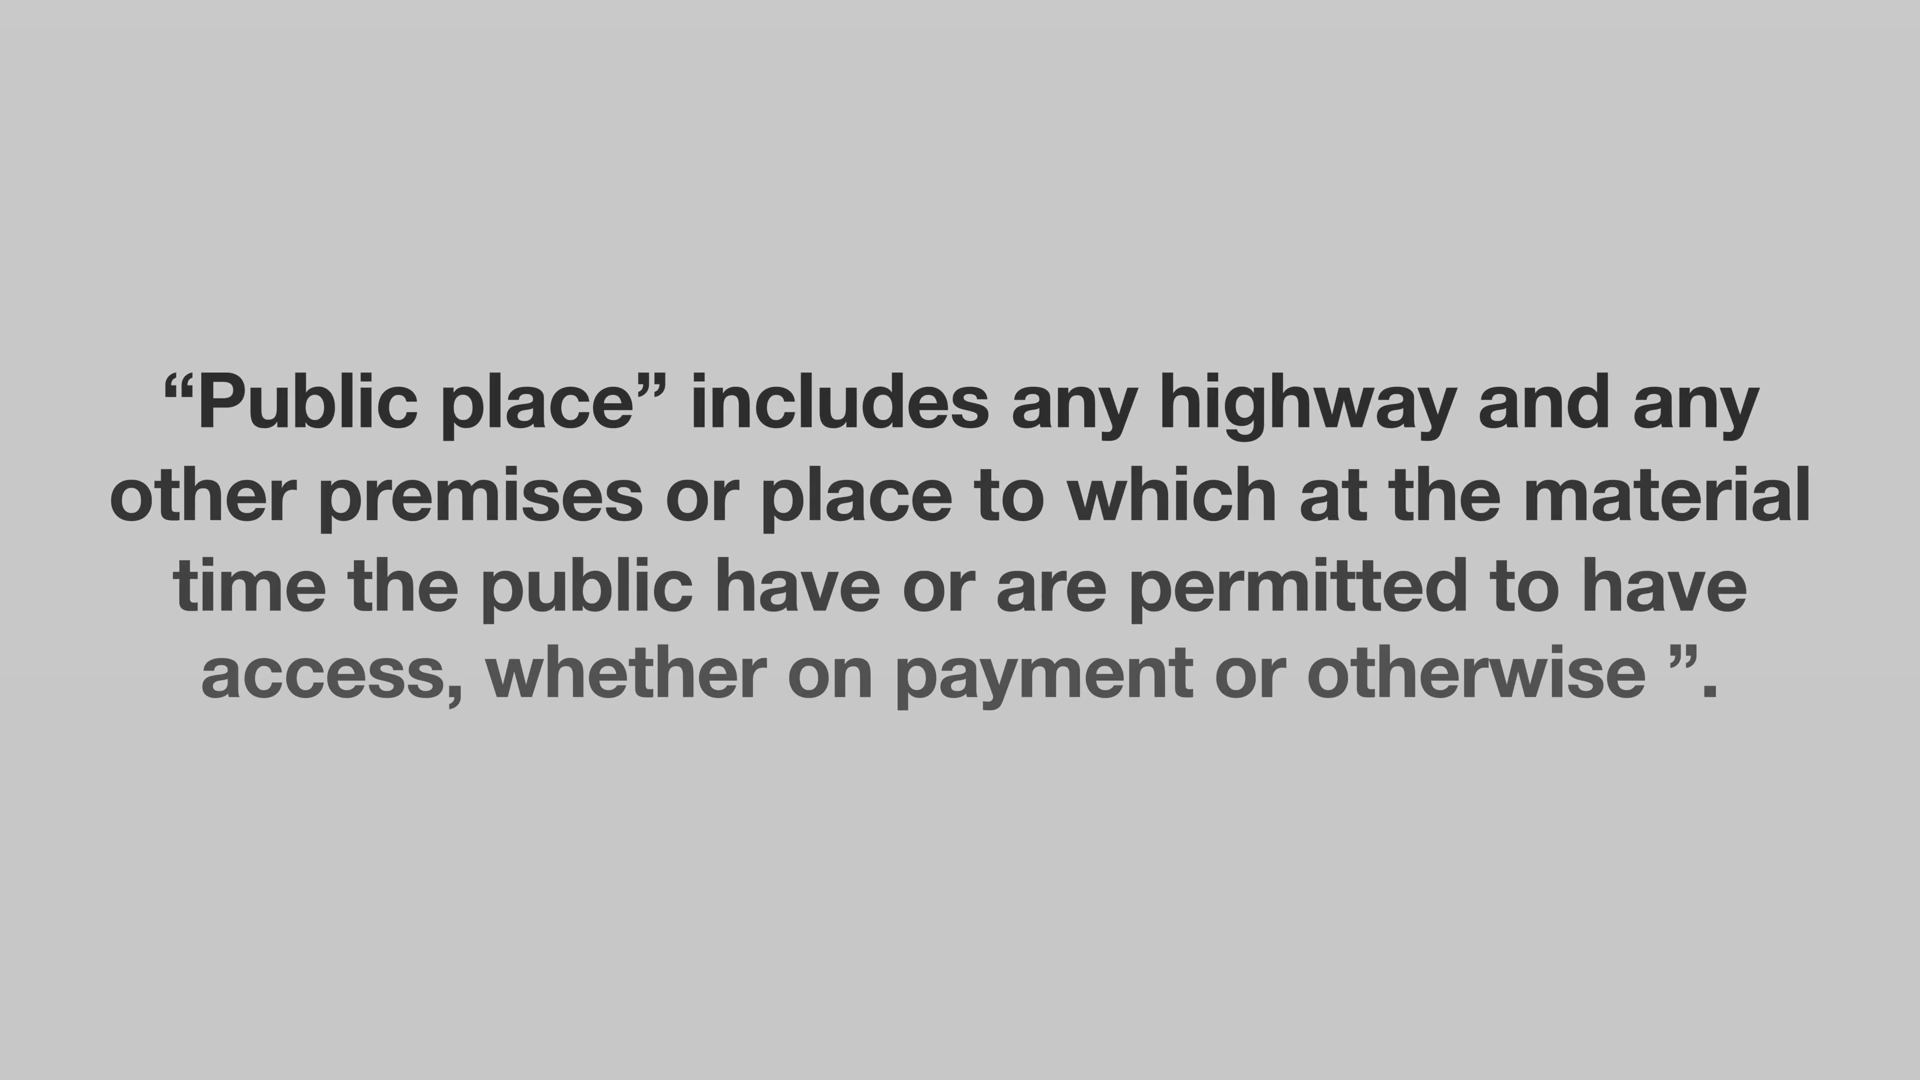 “Public place” includes any highway and any
other premises or place to which at the material
time the public have or are permitted to have
access, whether on payment or otherwise ”.